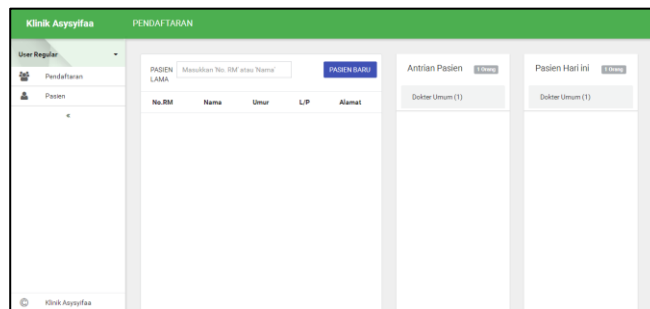 Klinik Asysyifaa
PENDAFTARAN
User Regular
Pendaftaran
Pasien
«
Klinik Asysyifaa
PASIEN LAMA
Masukkan 'No. RM' atau 'Nama'
PASIEN BARU
No.RM Nama Umur L/P Alamat
Antrian Pasien 1 Orang
Dokter Umum (1)
Pasien Hari ini 1 Orang
Dokter Umum (1)